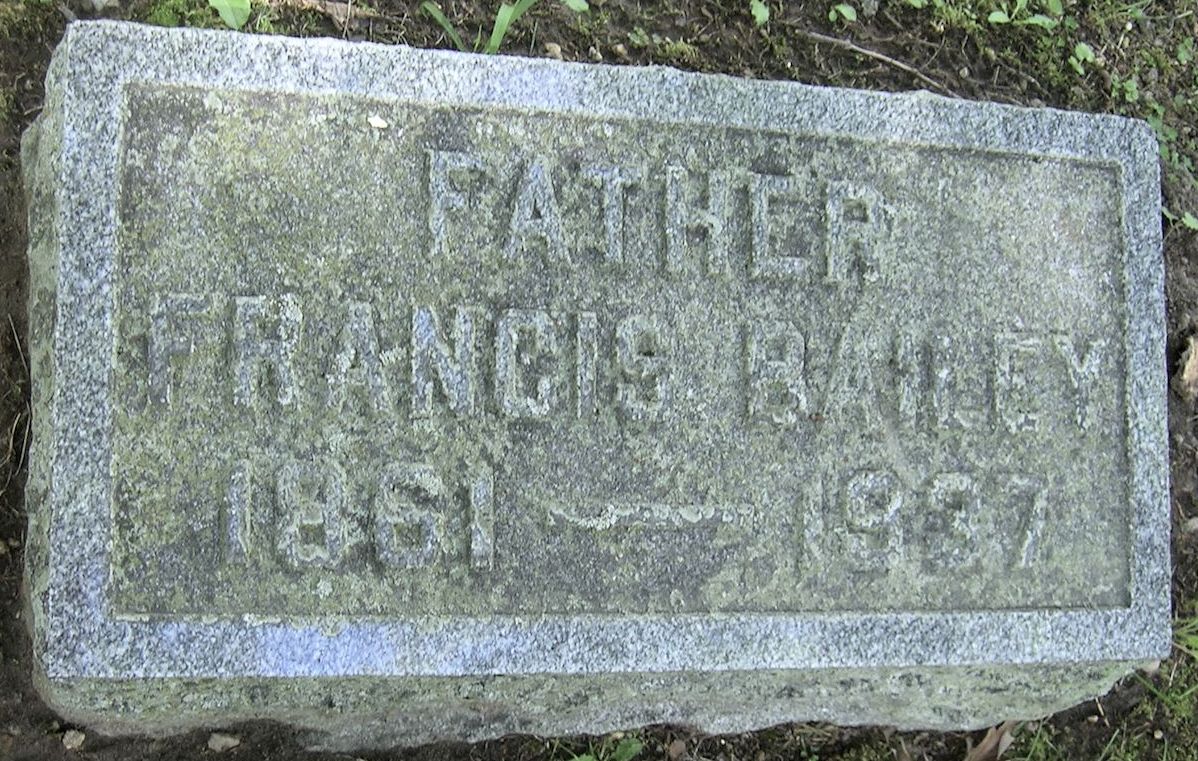 FATHER
FRANCIS BAILEY
1861 — 1937